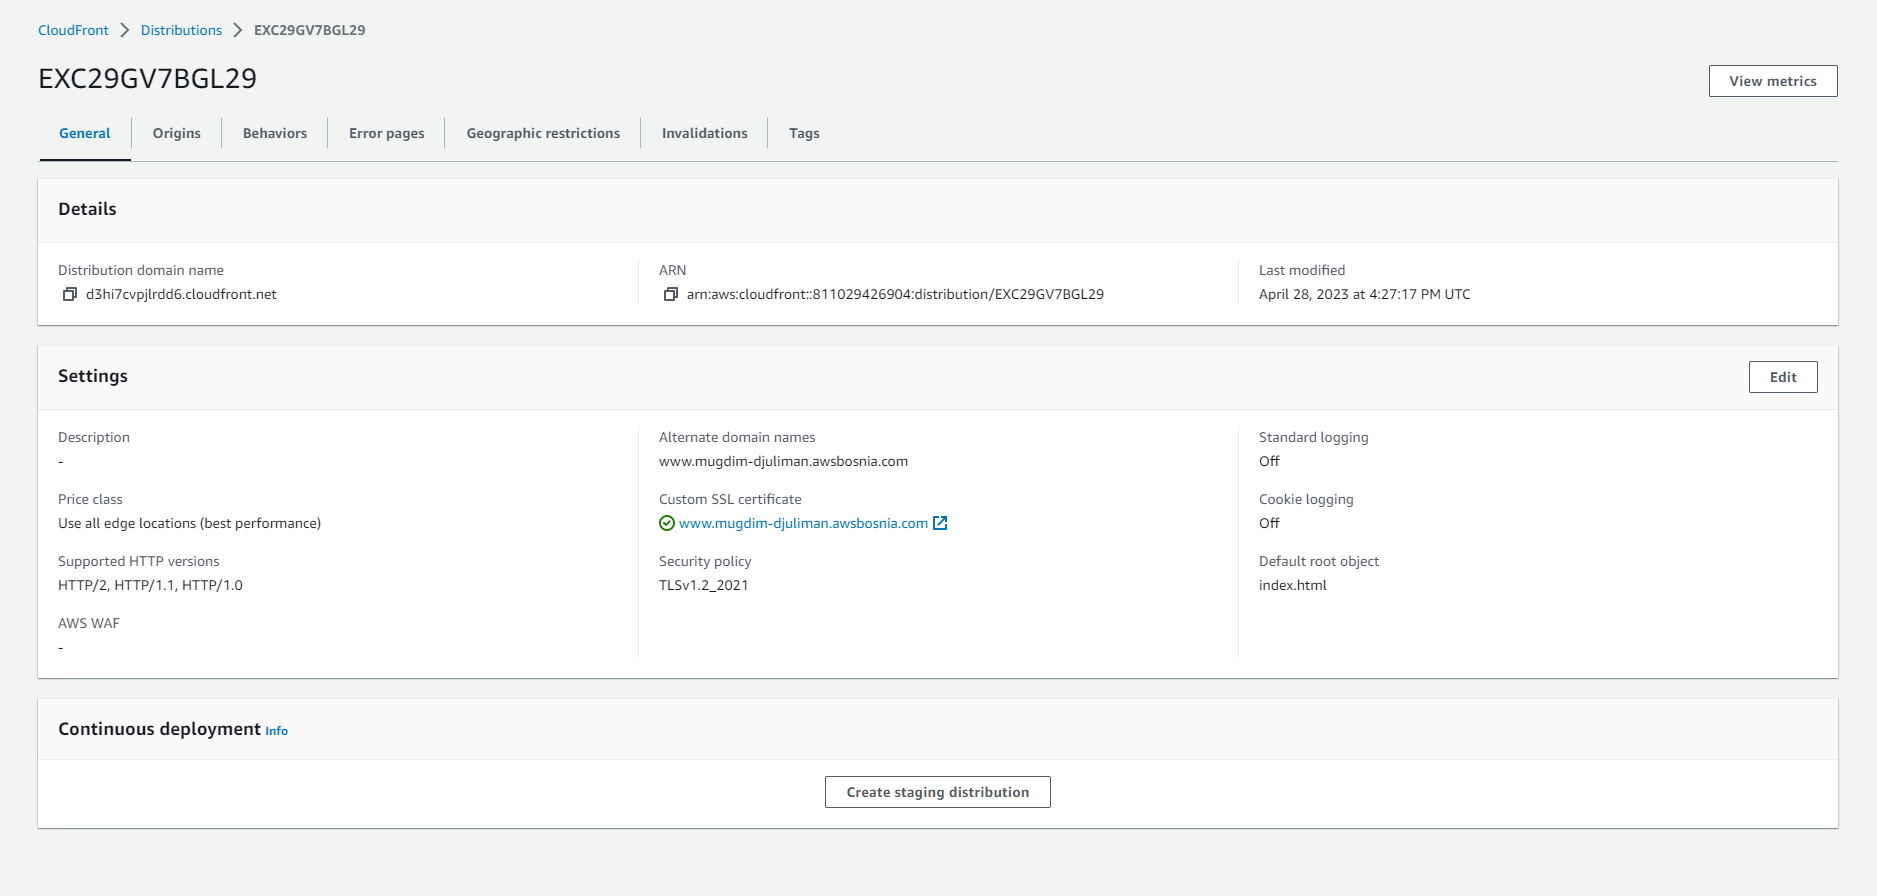 CloudFront > Distributions > EXC29GV7BGL29
EXC29GV7BGL29
View metrics
General
Origins
Behaviors
Error pages
Geographic restrictions
Invalidations
Tags
Details
Distribution domain name
d3hi7cvpjlrdd6.cloudfront.net
ARN
arn:aws:cloudfront::811029426904:distribution/EXC29GV7BGL29
Last modified
April 28, 2023 at 4:27:17 PM UTC
Settings
Edit
Description
-
Price class
Use all edge locations (best performance)
Supported HTTP versions
HTTP/2, HTTP/1.1, HTTP/1.0
AWS WAF
-
Alternate domain names
www.mugdim-djuliman.awsbosnia.com
Custom SSL certificate
www.mugdim-djuliman.awsbosnia.com
Security policy
TLSv1.2_2021
Standard logging
Off
Cookie logging
Off
Default root object
index.html
Continuous deployment Info
Create staging distribution